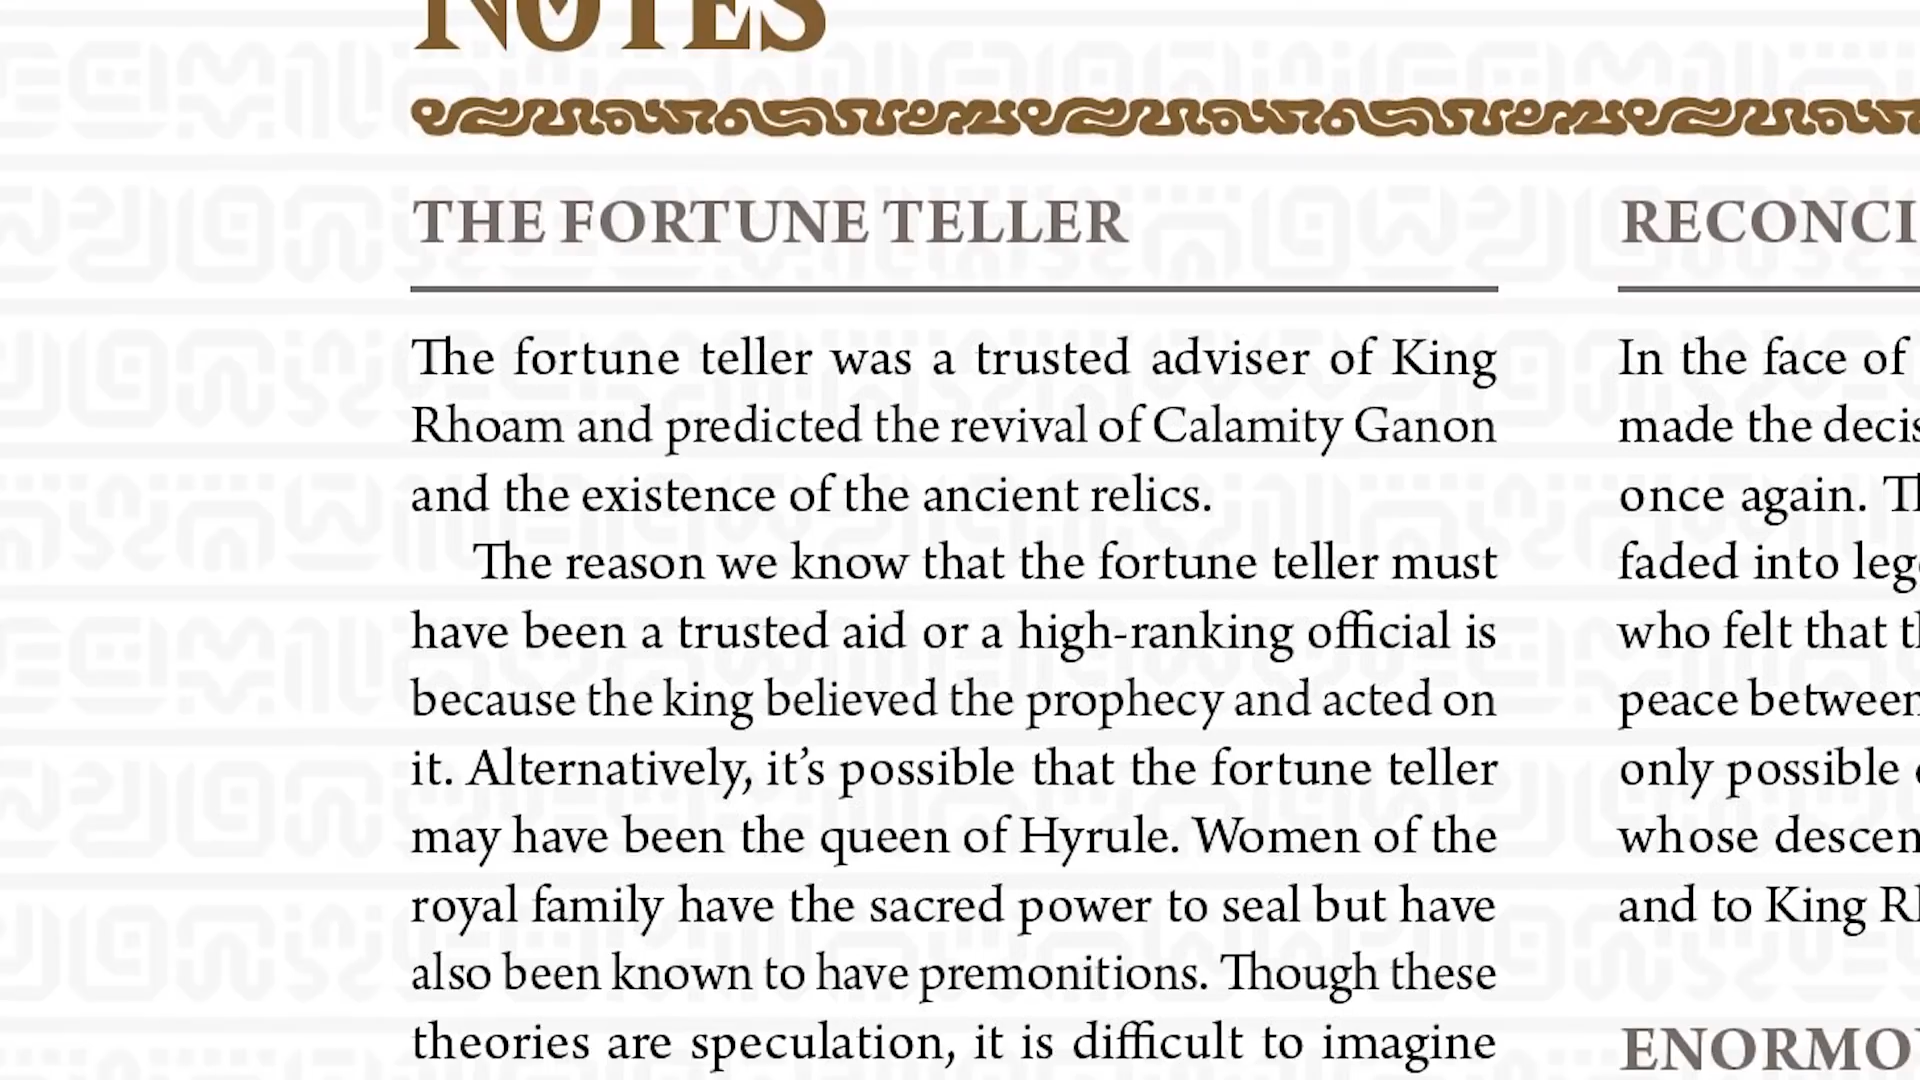 NOTES
THE FORTUNE TELLER
The fortune teller was a trusted adviser of King
Rhoam and predicted the revival of Calamity Ganon
and the existence of the ancient relics.
The reason we know that the fortune teller must
have been a trusted aid or a high-ranking official is
because the king believed the prophecy and acted on
it. Alternatively, it’s possible that the fortune teller
may have been the queen of Hyrule. Women of the
royal family have the sacred power to seal but have
also been known to have premonitions. Though these
theories are speculation, it is difficult to imagine
In the face of
made the
once again.
faded into
who felt that
peace between
only possible
whose
and to King